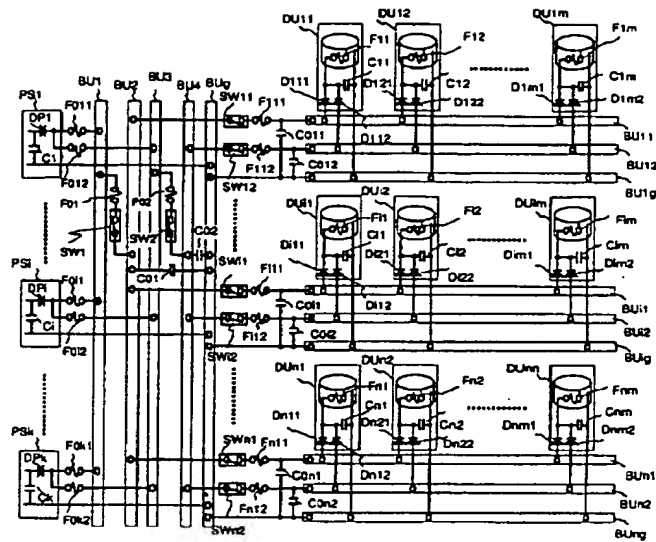 DU11 DU12 DU1m
F11 F12 F1m
BU1 BU2 BU3 BU4 BUg
C11 C12 C1m
SW11 F111
D111 D121 D1m1 D1m2
D112 D122
PS1 F011
DP1
C1
C011
BU11
F012
F112 C012
BU12
F01 F02
SW12
BU1g
DUi1 DUi2 DUim
Fi1 Fi2 Fim
SW1 SW2 C02
Ci1 Ci2 Cim
PSi
C01
SWi1 Fi11
Di11 Di21 Dim1 Dim2
Di12 Di22
DPi F0i1
Ci
C0i1
BUi1
F0i2
Fi12 C0i2
BUi2
SWi2
BUig
DUn1 DUn2 DUnn
Fn1 Fn2 Fnm
Cn1 Cn2 Cnm
PSk
SWn1 Fn11
Dn11 Dn21 Dnm1 Dnm2
Dn12 Dn22
DPk F0k1
Ck
C0n1
BUn1
F0k2
Fn12 C0n2
BUn2
SWn2
BUng